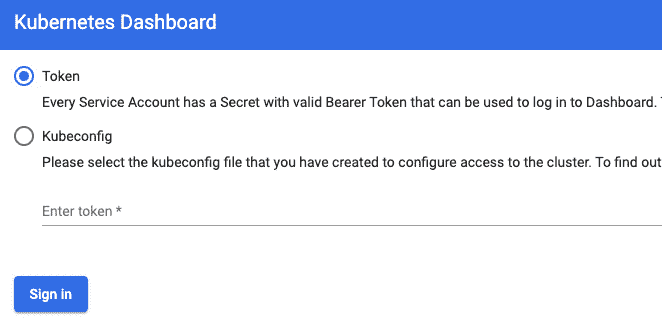 Kubernetes Dashboard
Token
Every Service Account has a Secret with valid Bearer Token that can be used to log in to Dashboard.
Kubeconfig
Please select the kubeconfig file that you have created to configure access to the cluster. To find out
Enter token *
Sign in